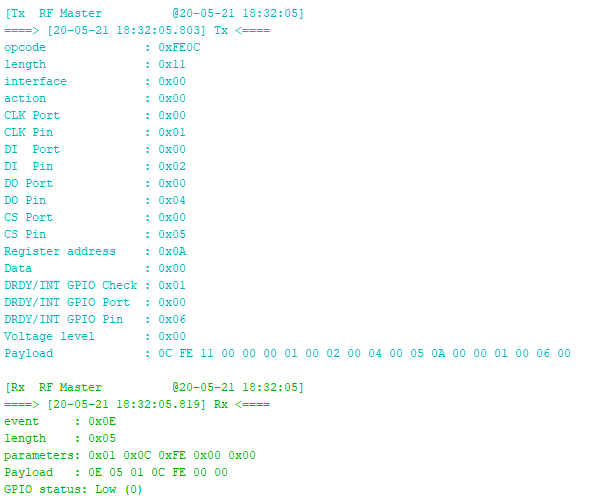 [Tx  RF Master          @20-05-21 18:32:05]
====> [20-05-21 18:32:05.803] Tx <====
opcode              : 0xFE0C
length              : 0x11
interface           : 0x00
action              : 0x00
CLK Port            : 0x00
CLK Pin             : 0x01
DI  Port            : 0x00
DI  Pin             : 0x02
DO Port             : 0x00
DO Pin              : 0x04
CS Port             : 0x00
CS Pin              : 0x05
Register address    : 0x0A
Data                : 0x00
DRDY/INT GPIO Check : 0x01
DRDY/INT GPIO Port  : 0x00
DRDY/INT GPIO Pin   : 0x06
Voltage level       : 0x00
Payload             : 0C FE 11 00 00 00 01 00 02 00 04 00 05 0A 00 00 01 00 06 00
[Rx  RF Master          @20-05-21 18:32:05]
====> [20-05-21 18:32:05.819] Rx <====
event     : 0x0E
length    : 0x05
parameters: 0x01 0x0C 0xFE 0x00 0x00
Payload   : 0E 05 01 0C FE 00 00
GPIO status: Low (0)